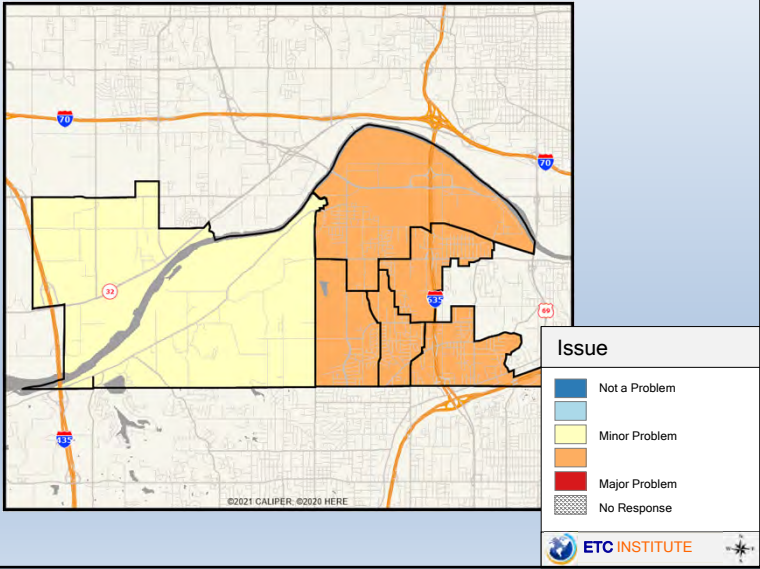 70
70
32
635
69
435
©2021 CALIPER; ©2020 HERE
Issue
Not a Problem
Minor Problem
Major Problem
No Response
ETC INSTITUTE